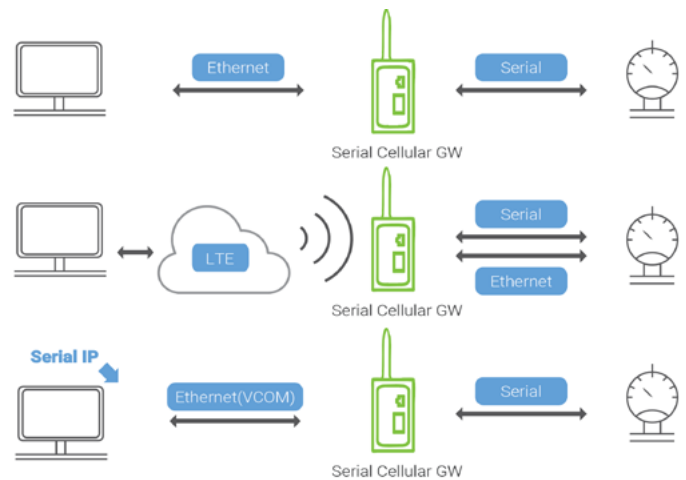 Ethernet
Serial
Serial Cellular GW
LTE
Serial
Ethernet
Serial Cellular GW
Serial IP
Ethernet(VCOM)
Serial
Serial Cellular GW